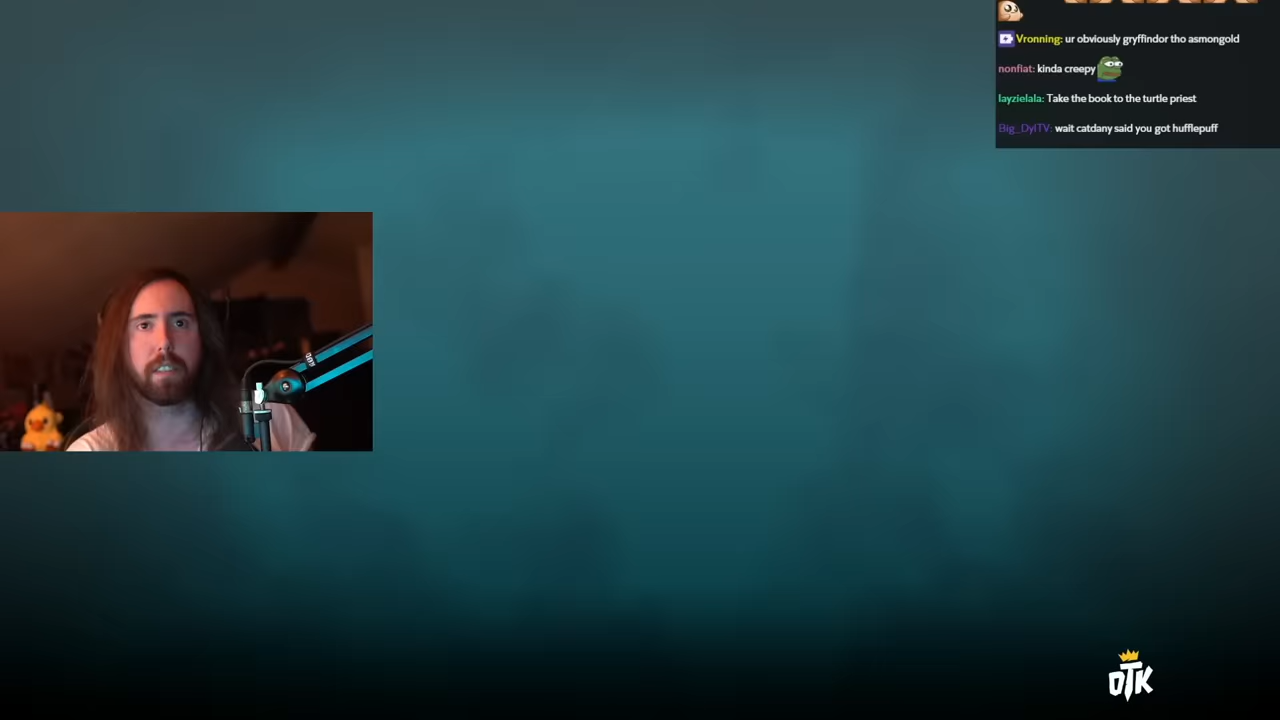 Vronning: ur obviously gryffindor tho asmongold
nonfiat: kinda creepy
layzielala: Take the book to the turtle priest
Big_DylTV: wait catdany said you got hufflepuff
OTK